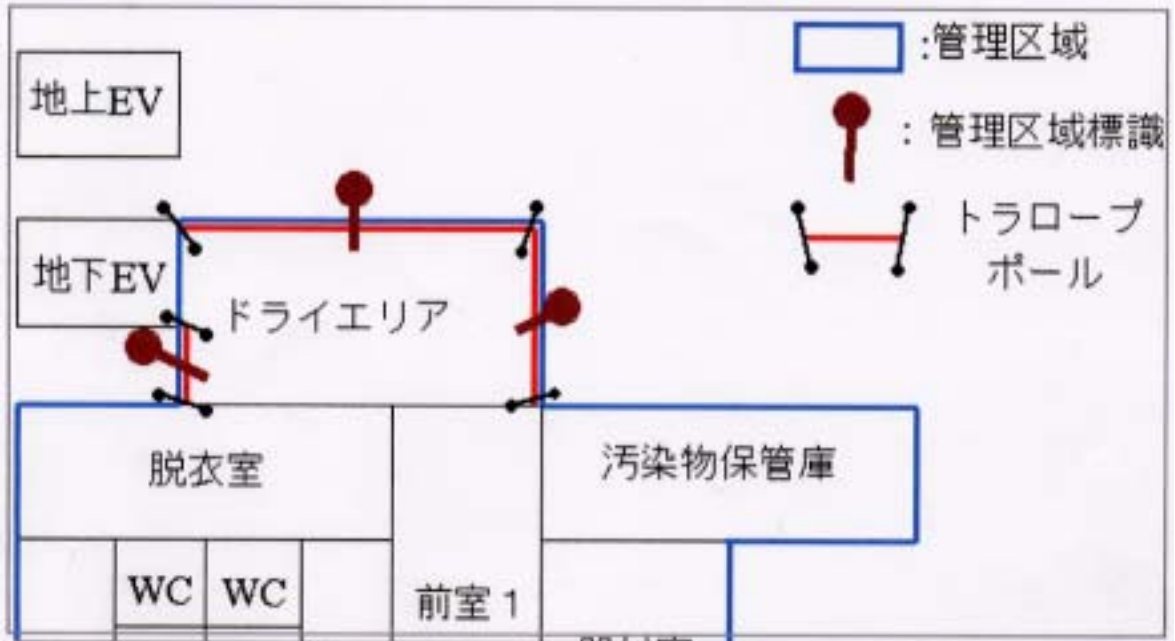 地上EV
:管理区域
:管理区域標識
トラロープ
ポール
地下EV
ドライエリア
脱衣室
汚染物保管庫
WC
WC
前室1